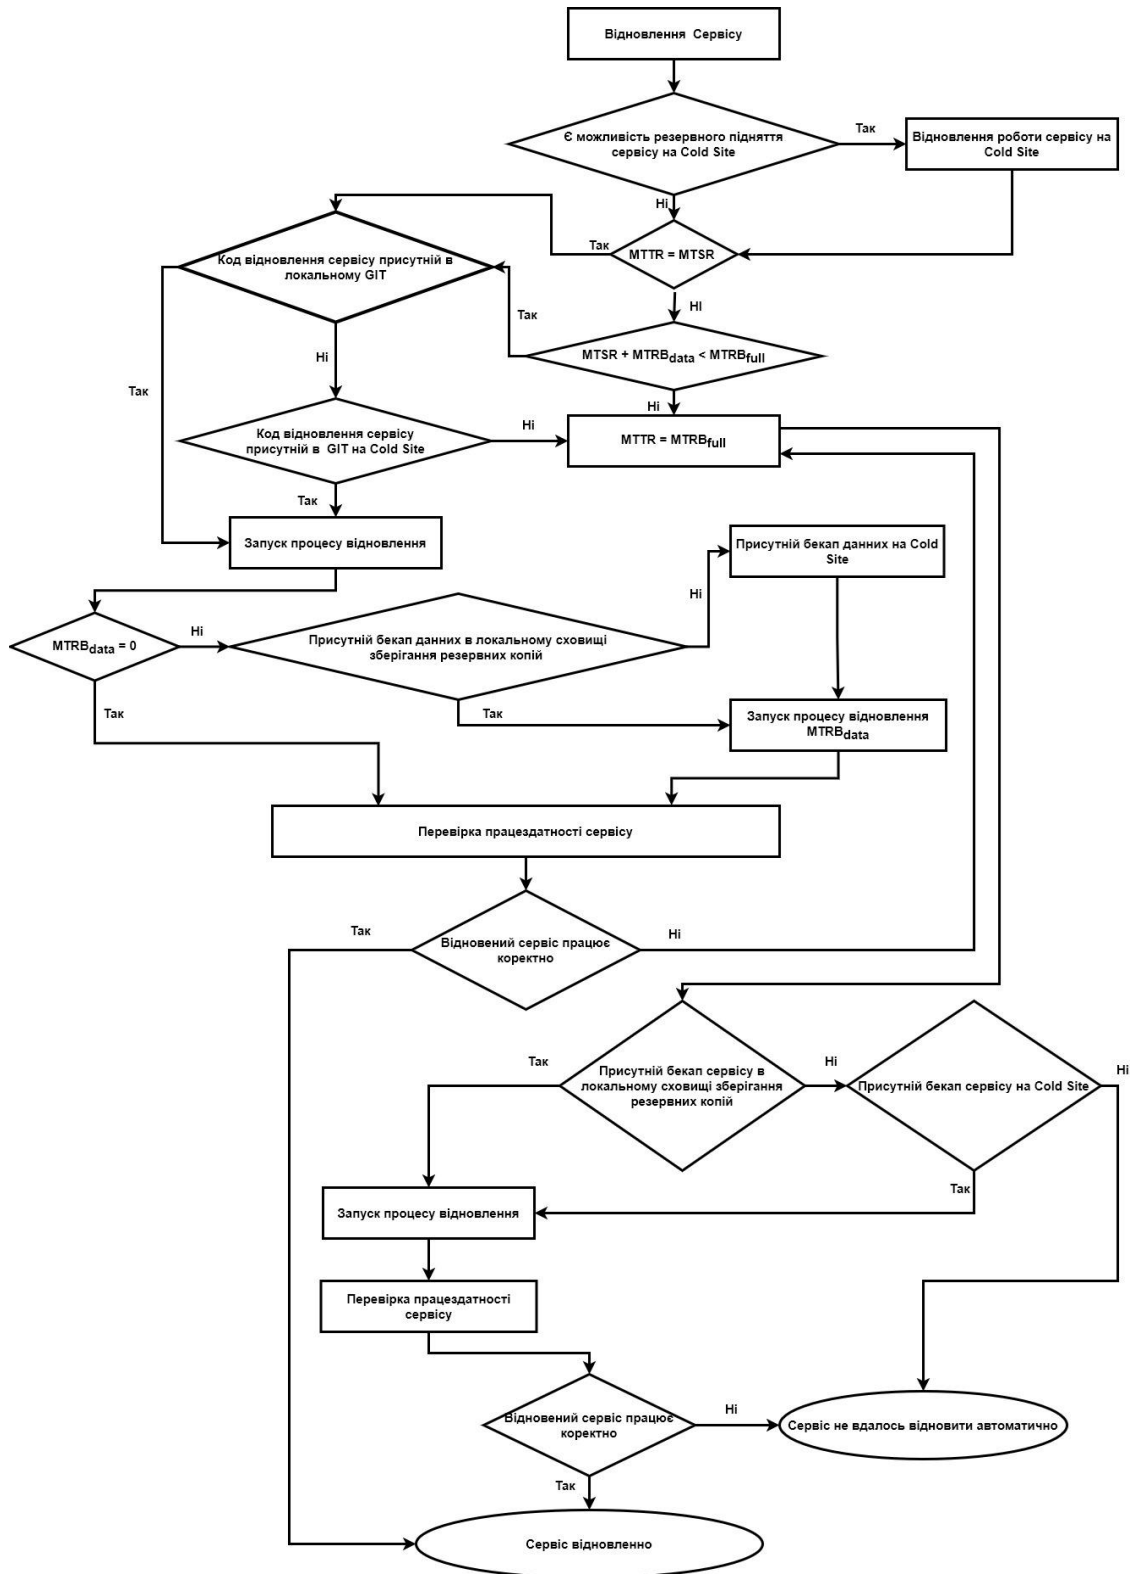 Відновлення Сервісу
Є можливість резервного підняття
сервісу на Cold Site
Так
Відновлення роботи сервісу на
Cold Site
Ні
Так
MTTR = MTSR
Код відновлення сервісу присутній в
локальному GIT
НІ
Так
MTSR + MTRBdata < MTRBfull
Ні
Так
Ні
Код відновлення сервісу
присутній в GIT на Cold Site
Ні
MTTR = MTRBfull
Так
Запуск процесу відновлення
Присутній бекап данних на Cold
Site
Ні
MTRBdata = 0
Ні
Присутній бекап данних в локальному сховищі
зберігання резервних копій
Так
Так
Запуск процесу відновлення
MTRBdata
Перевірка працездатності сервісу
Так
Відновений сервіс працює
коректно
Ні
Так
Присутній бекап сервісу в
локальному сховищі зберігання
резервних копій
Ні
Присутній бекап сервісу на Cold Site
Ні
Так
Запуск процесу відновлення
Перевірка працездатності
сервісу
Відновений сервіс працює
коректно
Ні
Сервіс не вдалось відновити автоматично
Так
Сервіс відновленно